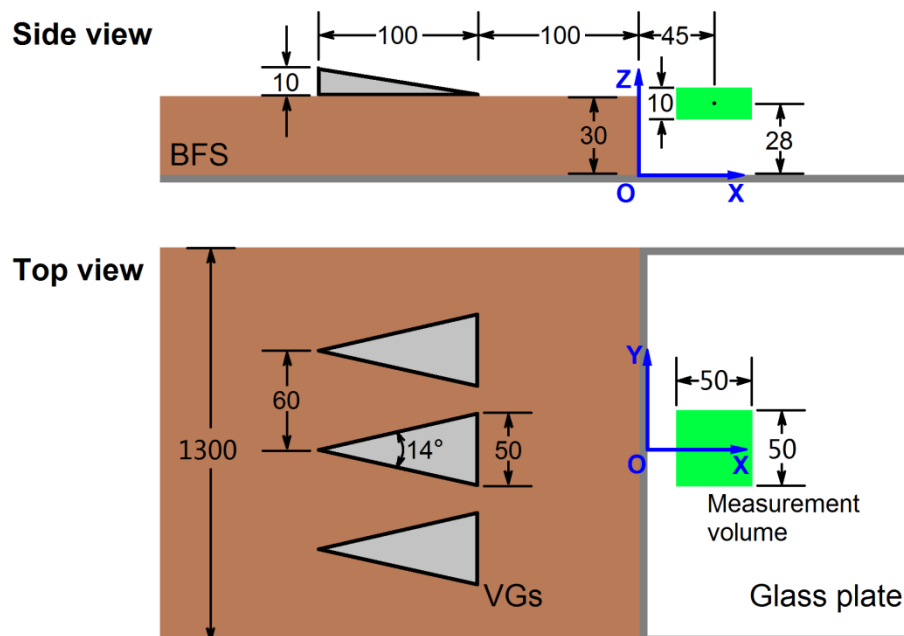 Side view
100
100
45
10
Z
10
30
28
BFS
O
X
Top view
Y
50
60
1300
14°
50
50
O
X
Measurement
volume
VGs
Glass plate